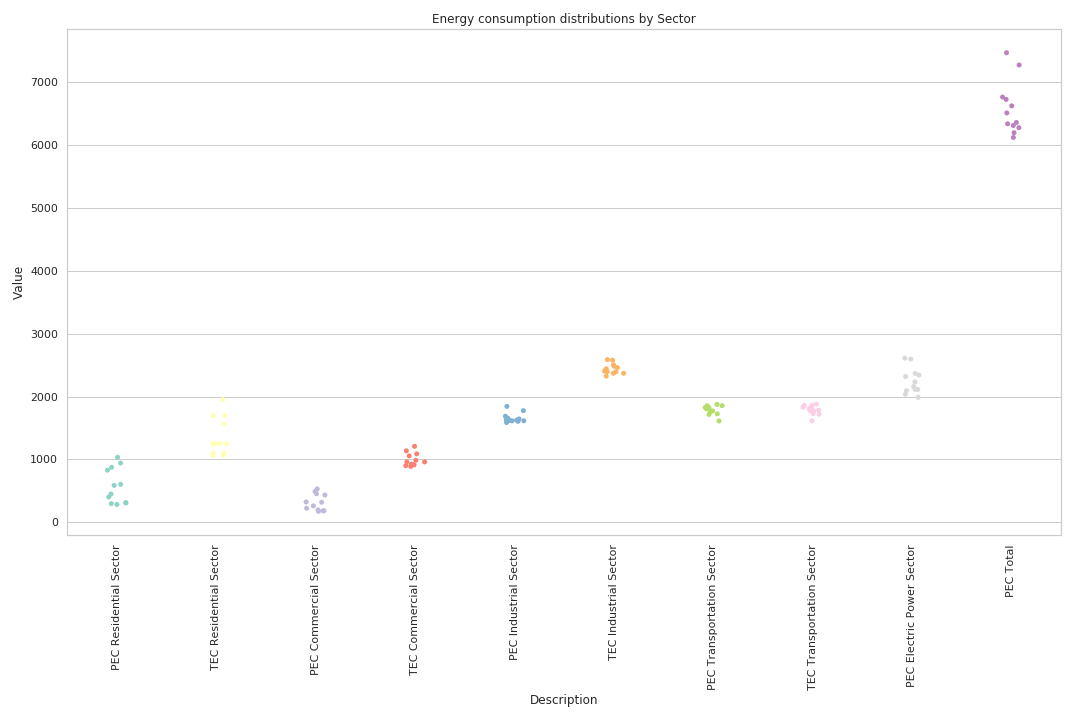 Energy consumption distributions by Sector
7000
6000
5000
4000
3000
2000
1000
0
Value
PEC Residential Sector
TEC Residential Sector
PEC Commercial Sector
TEC Commercial Sector
PEC Industrial Sector
TEC Industrial Sector
PEC Transportation Sector
TEC Transportation Sector
PEC Electric Power Sector
PEC Total
Description